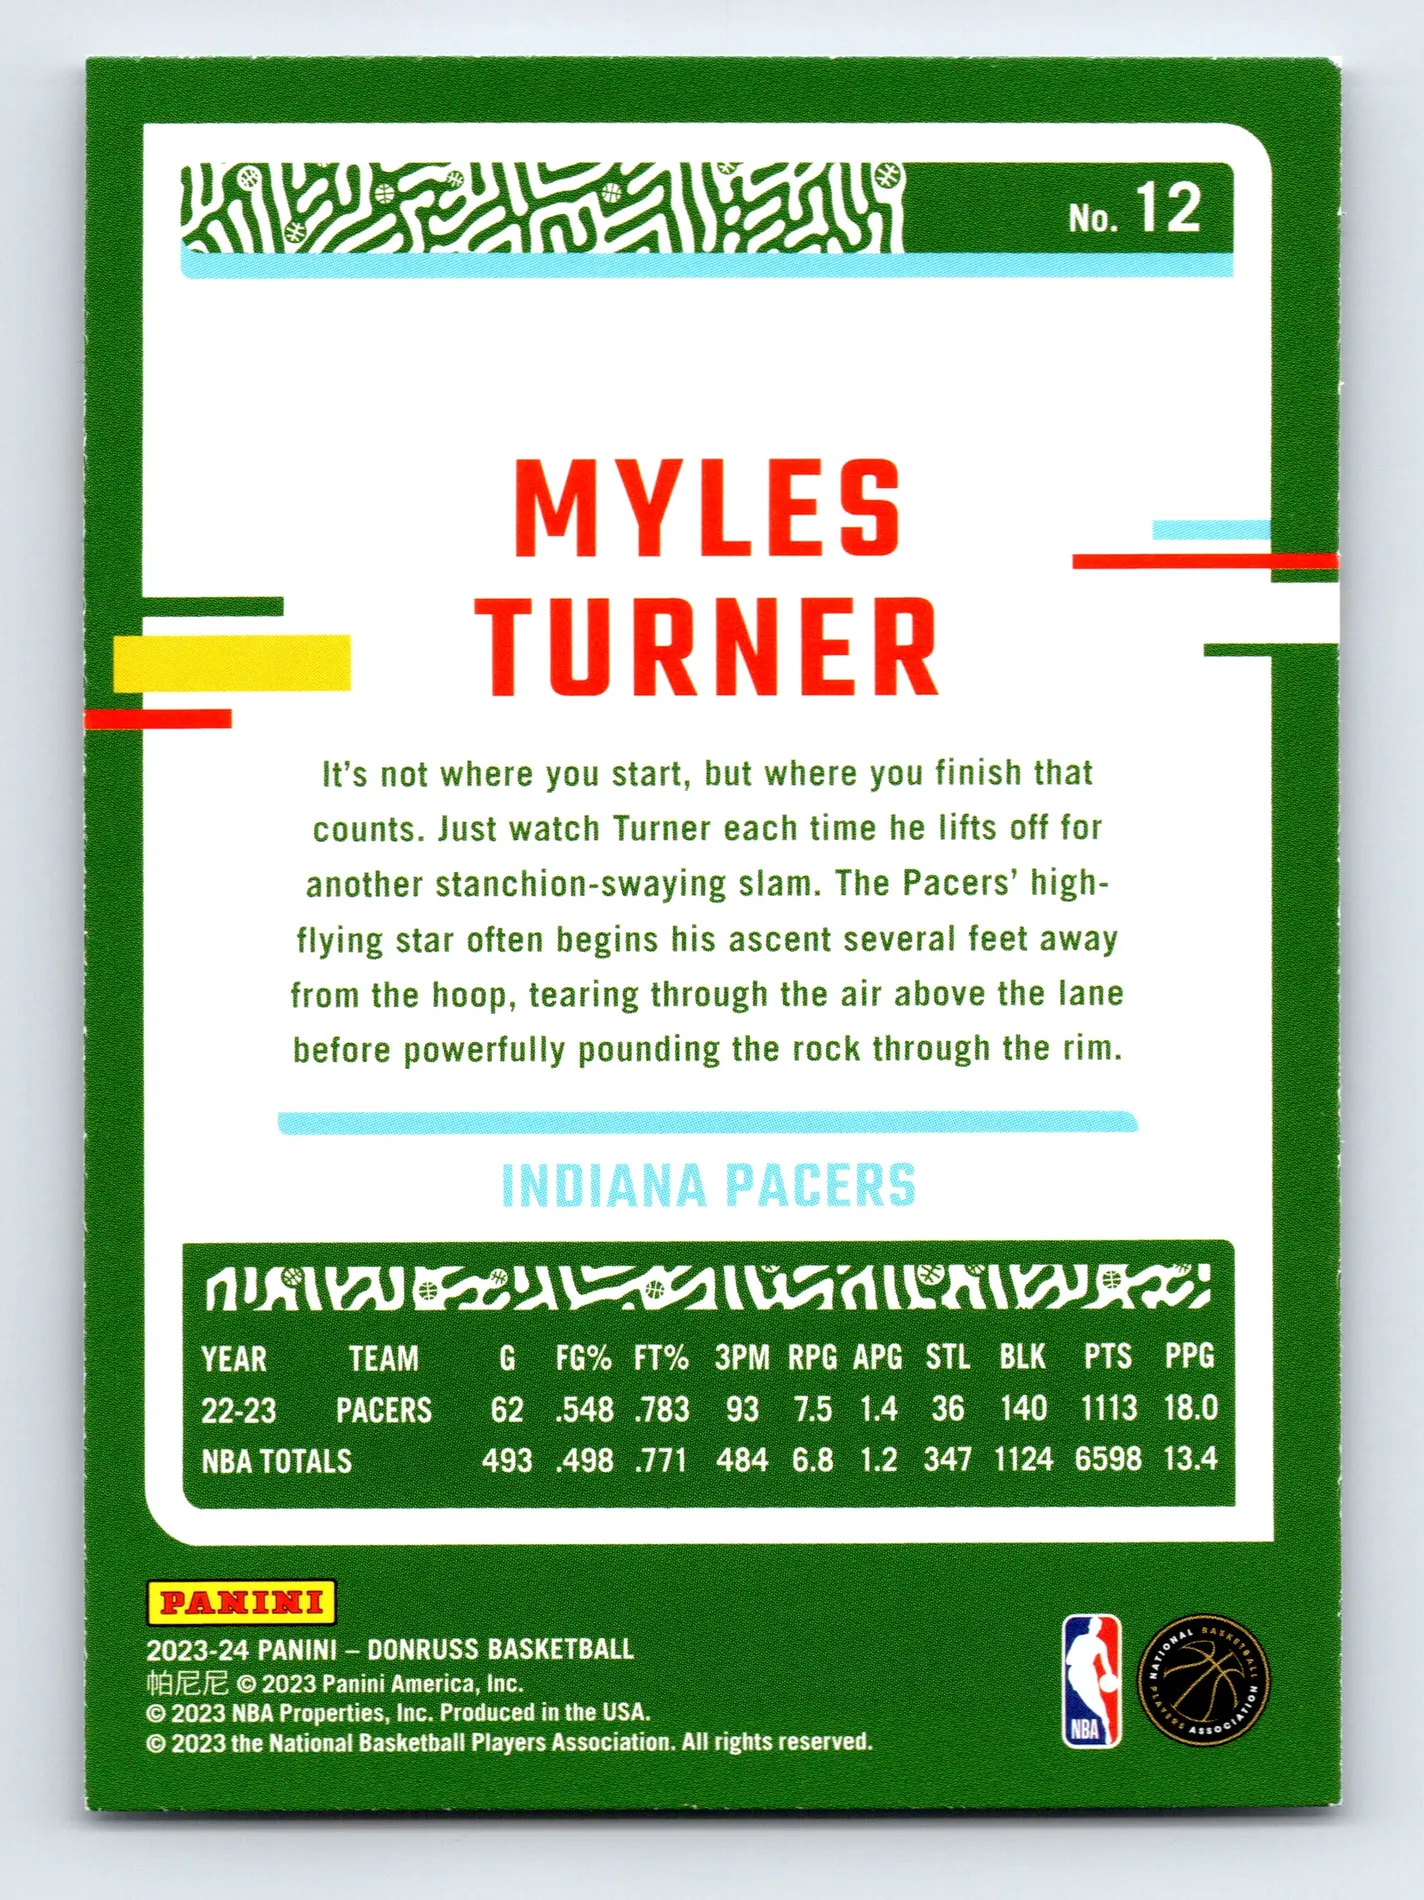 No. 12
MYLES
TURNER
It's not where you start, but where you finish that
counts. Just watch Turner each time he lifts off for
another stanchion-swaying slam. The Pacers' high-
flying star often begins his ascent several feet away
from the hoop, tearing through the air above the lane
before powerfully pounding the rock through the rim.
INDIANA PACERS
YEAR TEAM G FG% FT% 3PM RPG APG STL BLK PTS PPG
22-23 PACERS 62 .548 .783 93 7.5 1.4 36 140 1113 18.0
NBA TOTALS 493 .498 .771 484 6.8 1.2 347 1124 6598 13.4
PANINI
2023-24 PANINI – DONRUSS BASKETBALL
帕尼尼 © 2023 Panini America, Inc.
© 2023 NBA Properties, Inc. Produced in the USA.
© 2023 the National Basketball Players Association. All rights reserved.
NBA
NATIONAL BASKETBALL PLAYERS ASSOCIATION